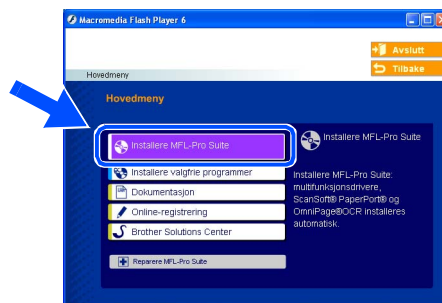 Macromedia Flash Player 6
Avslutt
Tilbake
Hovedmeny
Hovedmeny
Installere MFL-Pro Suite
Installere valgfrie programmer
Dokumentasjon
Online-registrering
Brother Solutions Center
Reparere MFL-Pro Suite
Installere MFL-Pro Suite
Installere MFL-Pro Suite:
multifunksjonsdrivere,
ScanSoft® PaperPort® og
OmniPage®OCR installeres
automatisk.